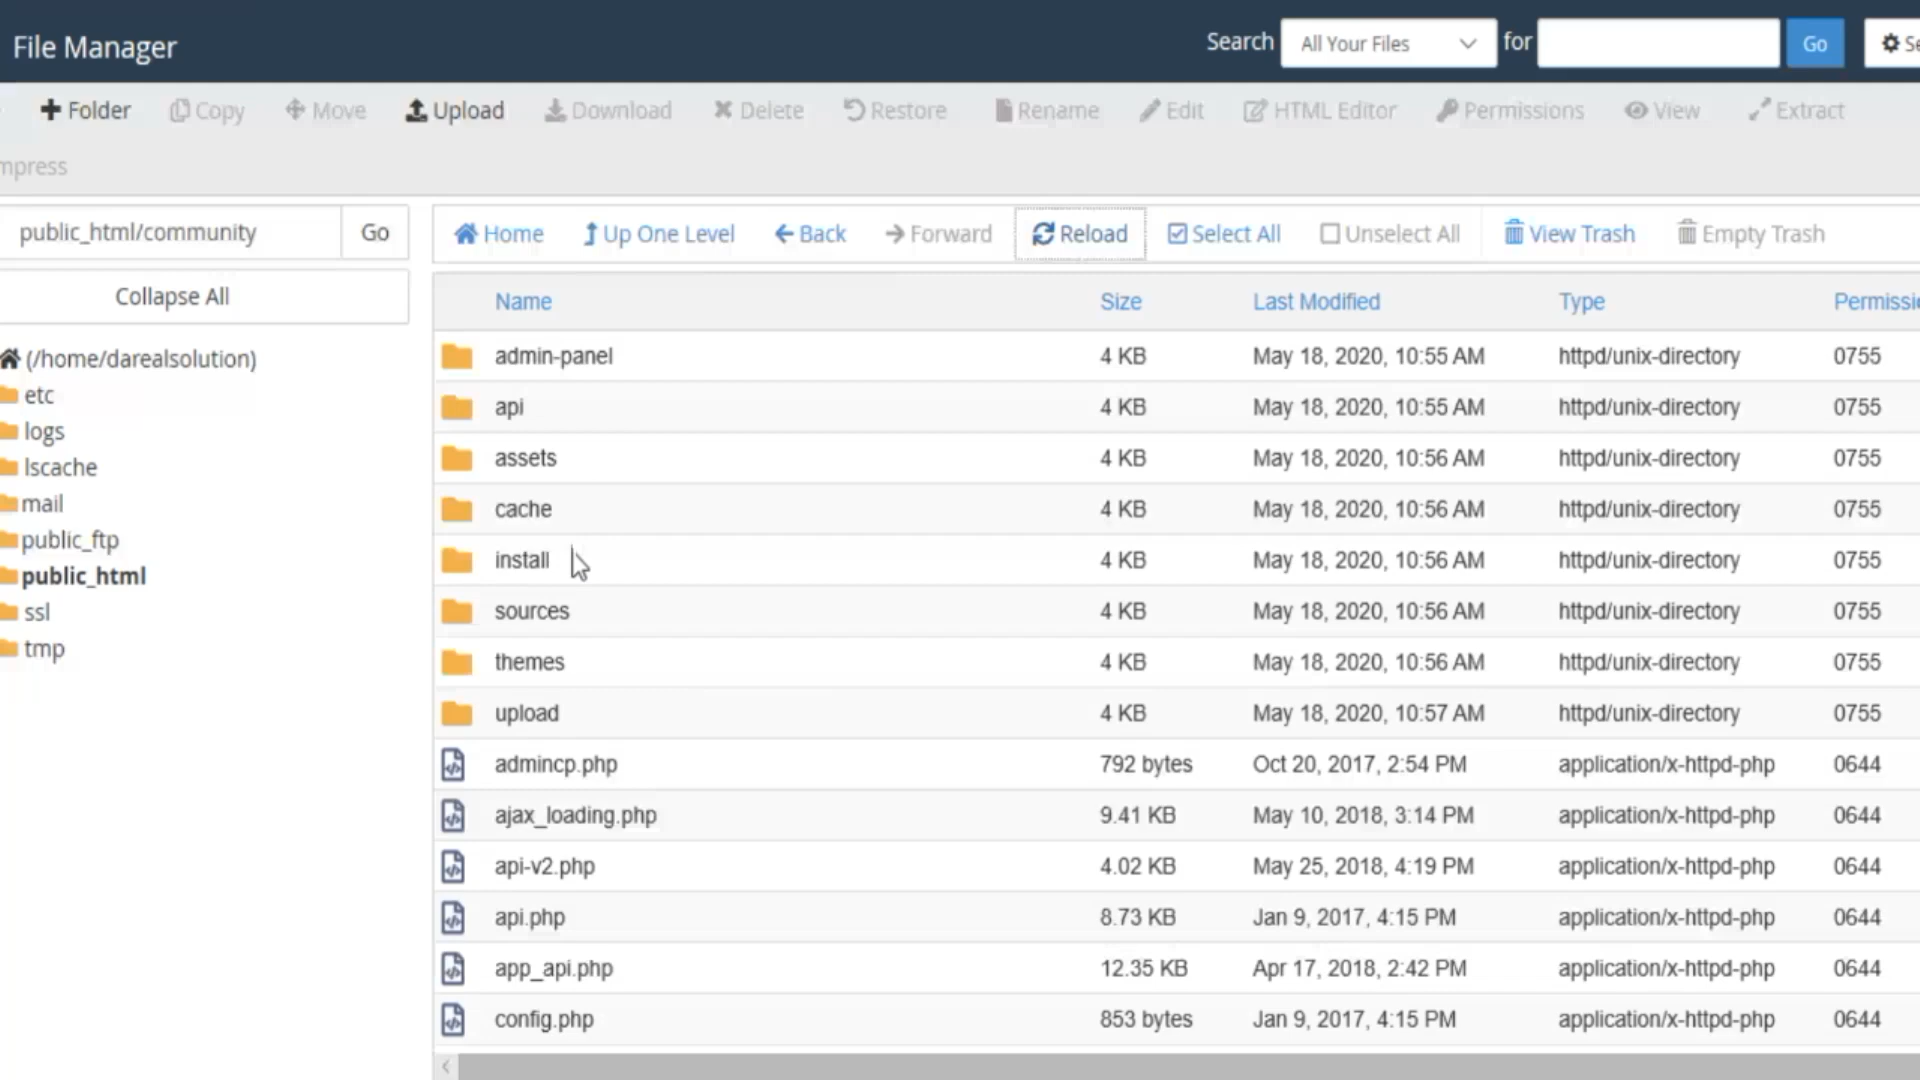 File Manager
Search All Your Files for Go Se
Folder Copy Move Upload Download Delete Restore Rename Edit HTML Editor Permissions View Extract
mpress
public_html/community Go
Home Up One Level Back Forward Reload Select All Unselect All View Trash Empty Trash
Collapse All
(/home/darealsolution)
etc
logs
lscache
mail
public_ftp
public_html
ssl
tmp
Name Size Last Modified Type Permissi
admin-panel 4 KB May 18, 2020, 10:55 AM httpd/unix-directory 0755
api 4 KB May 18, 2020, 10:55 AM httpd/unix-directory 0755
assets 4 KB May 18, 2020, 10:56 AM httpd/unix-directory 0755
cache 4 KB May 18, 2020, 10:56 AM httpd/unix-directory 0755
install 4 KB May 18, 2020, 10:56 AM httpd/unix-directory 0755
sources 4 KB May 18, 2020, 10:56 AM httpd/unix-directory 0755
themes 4 KB May 18, 2020, 10:56 AM httpd/unix-directory 0755
upload 4 KB May 18, 2020, 10:57 AM httpd/unix-directory 0755
admincp.php 792 bytes Oct 20, 2017, 2:54 PM application/x-httpd-php 0644
ajax_loading.php 9.41 KB May 10, 2018, 3:14 PM application/x-httpd-php 0644
api-v2.php 4.02 KB May 25, 2018, 4:19 PM application/x-httpd-php 0644
api.php 8.73 KB Jan 9, 2017, 4:15 PM application/x-httpd-php 0644
app_api.php 12.35 KB Apr 17, 2018, 2:42 PM application/x-httpd-php 0644
config.php 853 bytes Jan 9, 2017, 4:15 PM application/x-httpd-php 0644